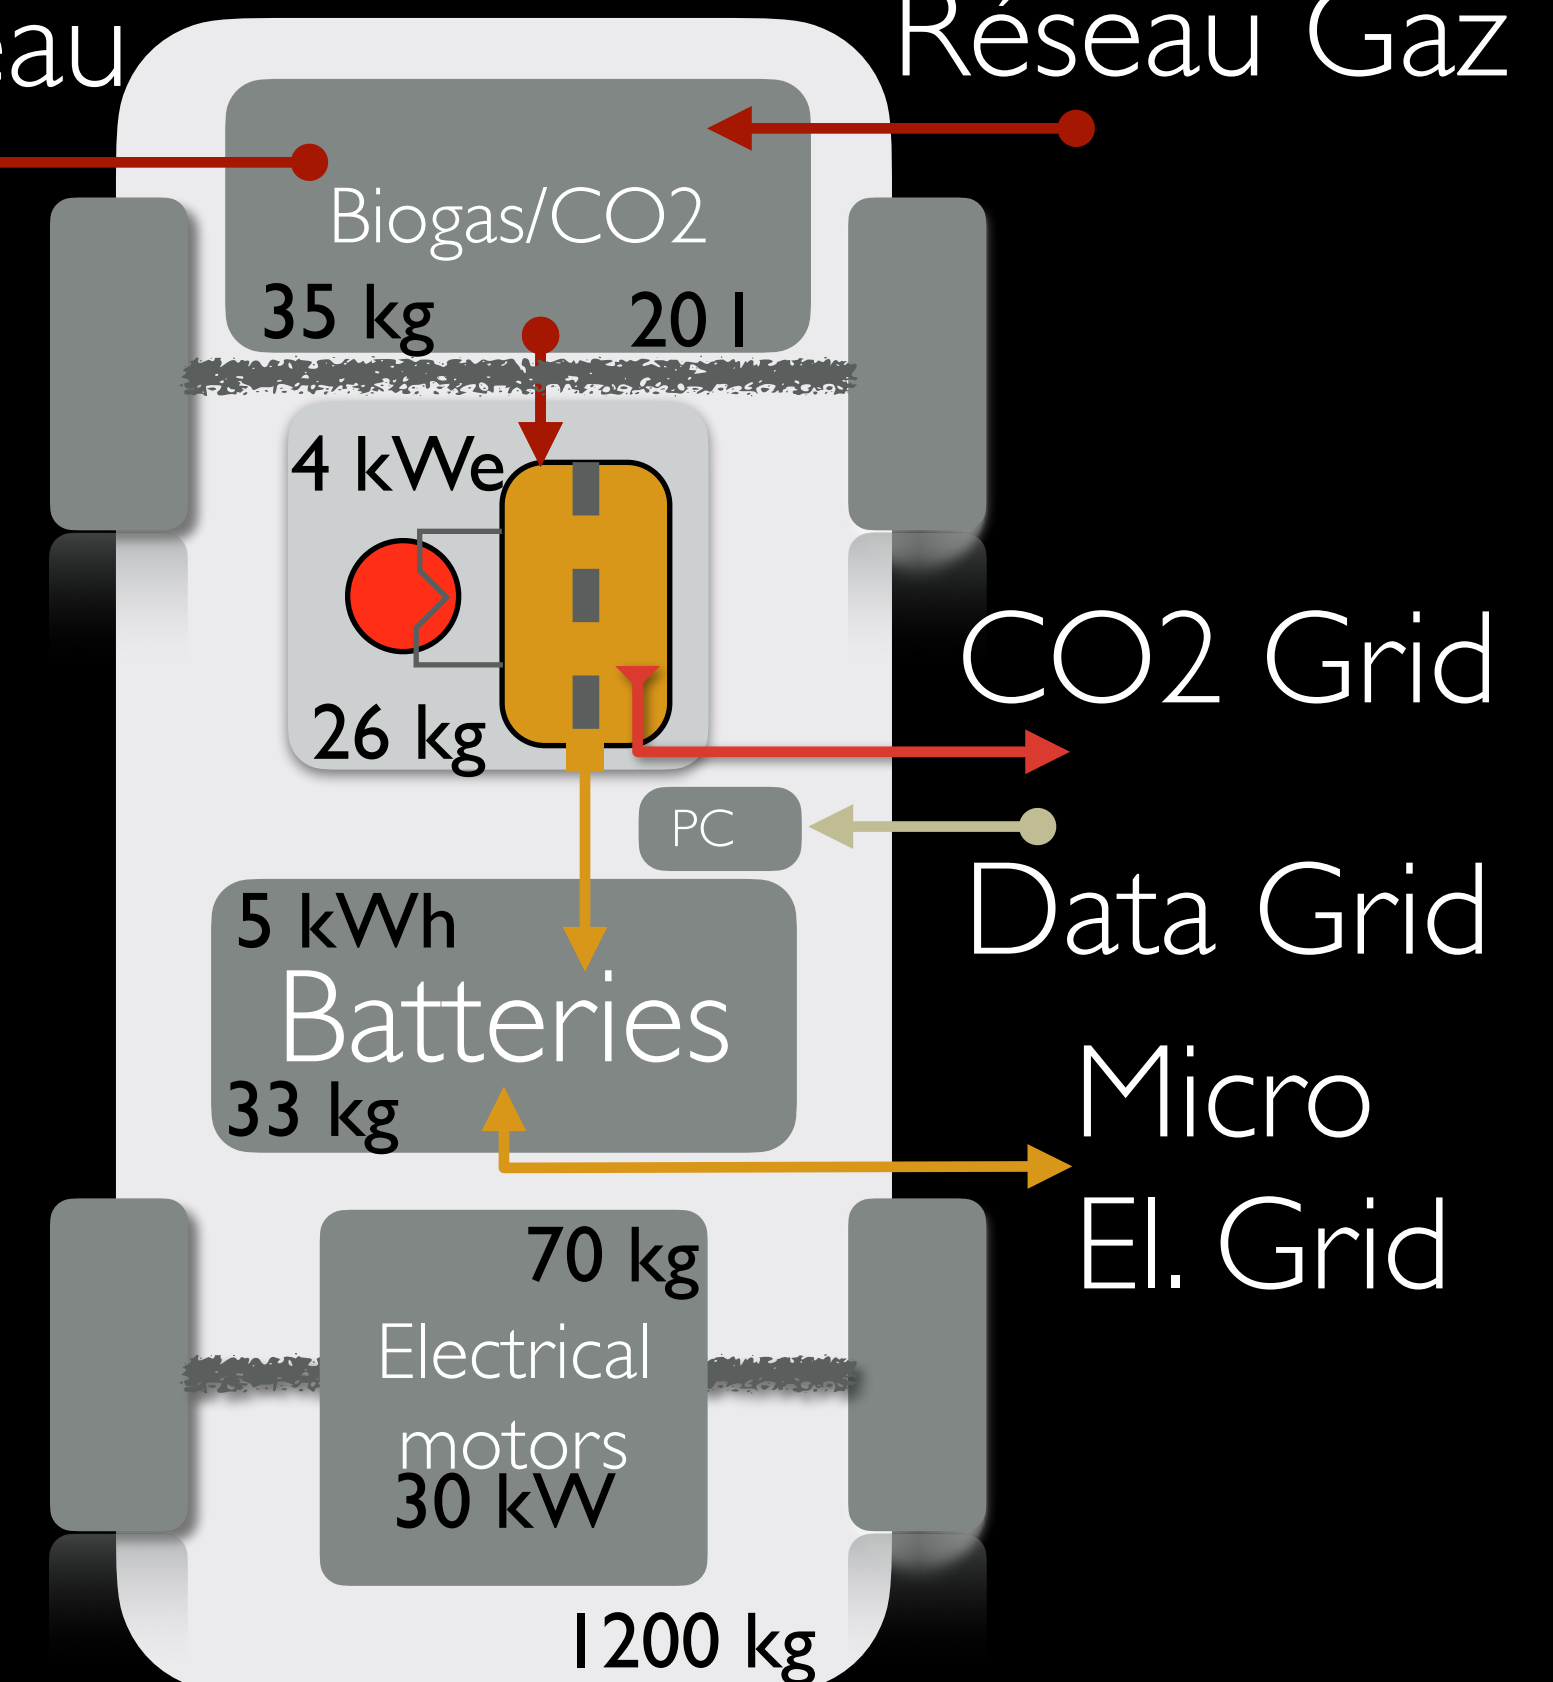 eau
Réseau Gaz
Biogas/CO2
35 kg
20 l
4 kWe
26 kg
CO2 Grid
PC
Data Grid
5 kWh
Batteries
33 kg
Micro
El. Grid
70 kg
Electrical
motors
30 kW
1200 kg